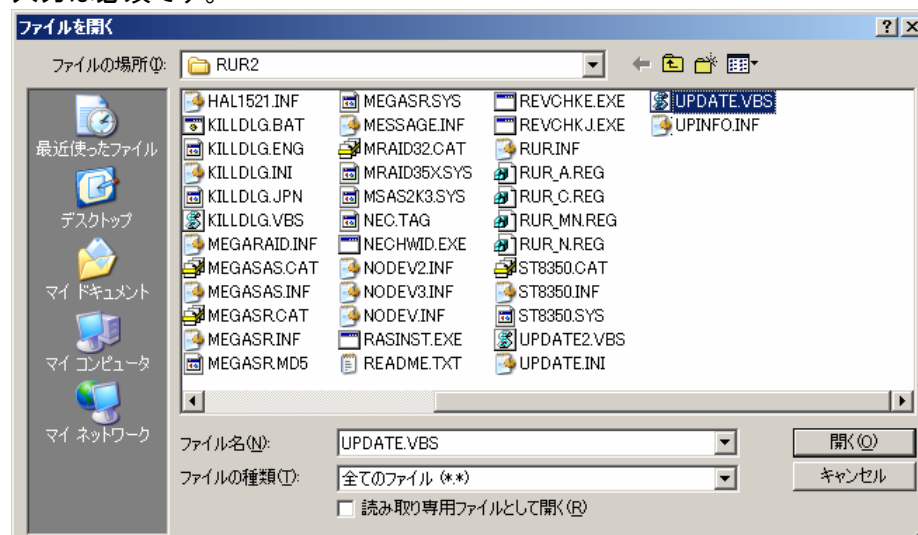 入力は必須です。
ファイルを開く
ファイルの場所(I):
RUR2
最近使ったファイル
デスクトップ
マイ ドキュメント
マイ コンピュータ
マイ ネットワーク
HAL1521.INF
KILLDLG.BAT
KILLDLG.ENG
KILLDLG.INI
KILLDLG.JPN
KILLDLG.VBS
MEGARAID.INF
MEGASAS.CAT
MEGASAS.INF
MEGASR.CAT
MEGASR.INF
MEGASR.MD5
MEGASR.SYS
MESSAGE.INF
MRAID32.CAT
MRAID35X.SYS
MSAS2K3.SYS
NEC.TAG
NECHWID.EXE
NODEV2.INF
NODEV3.INF
NODEV.INF
RASINST.EXE
README.TXT
REVCHKE.EXE
REVCHKJ.EXE
RUR.INF
RUR_A.REG
RUR_C.REG
RUR_MN.REG
RUR_N.REG
ST8350.CAT
ST8350.INF
ST8350.SYS
UPDATE2.VBS
UPDATE.INI
UPDATE.VBS
UPINFO.INF
ファイル名(N):
UPDATE.VBS
開く(O)
ファイルの種類(T):
全てのファイル (*.*)
キャンセル
読み取り専用ファイルとして開く(R)